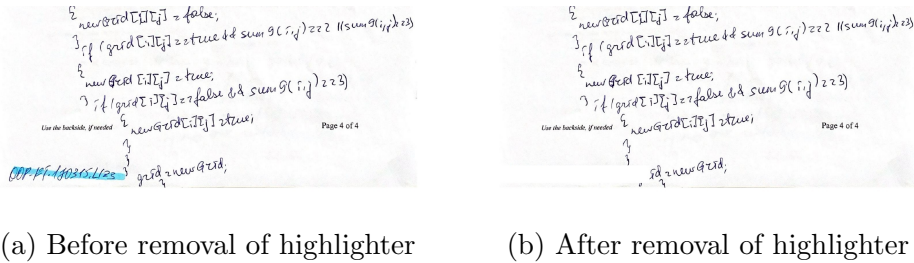 {
newGrid[i][j] = false;
}
if (grid[i][j]==true && sum9(i,j)==2 || sum9(i,j)==3)
{
newGrid[i][j] = true;
} if (grid[i][j]==false && sum9(i,j)==3)
{
newGrid[i][j]=true;
Use the backside, if needed
Page 4 of 4
}
}
}
grid=newGrid;
(a) Before removal of highlighter
{
newGrid[i][j] = false;
}
if (grid[i][j]==true && sum9(i,j)==2 || sum9(i,j)==3)
{
newGrid[i][j] = true;
} if (grid[i][j]==false && sum9(i,j)==3)
{
newGrid[i][j]=true;
Use the backside, if needed
Page 4 of 4
}
}
id=newGrid;
(b) After removal of highlighter